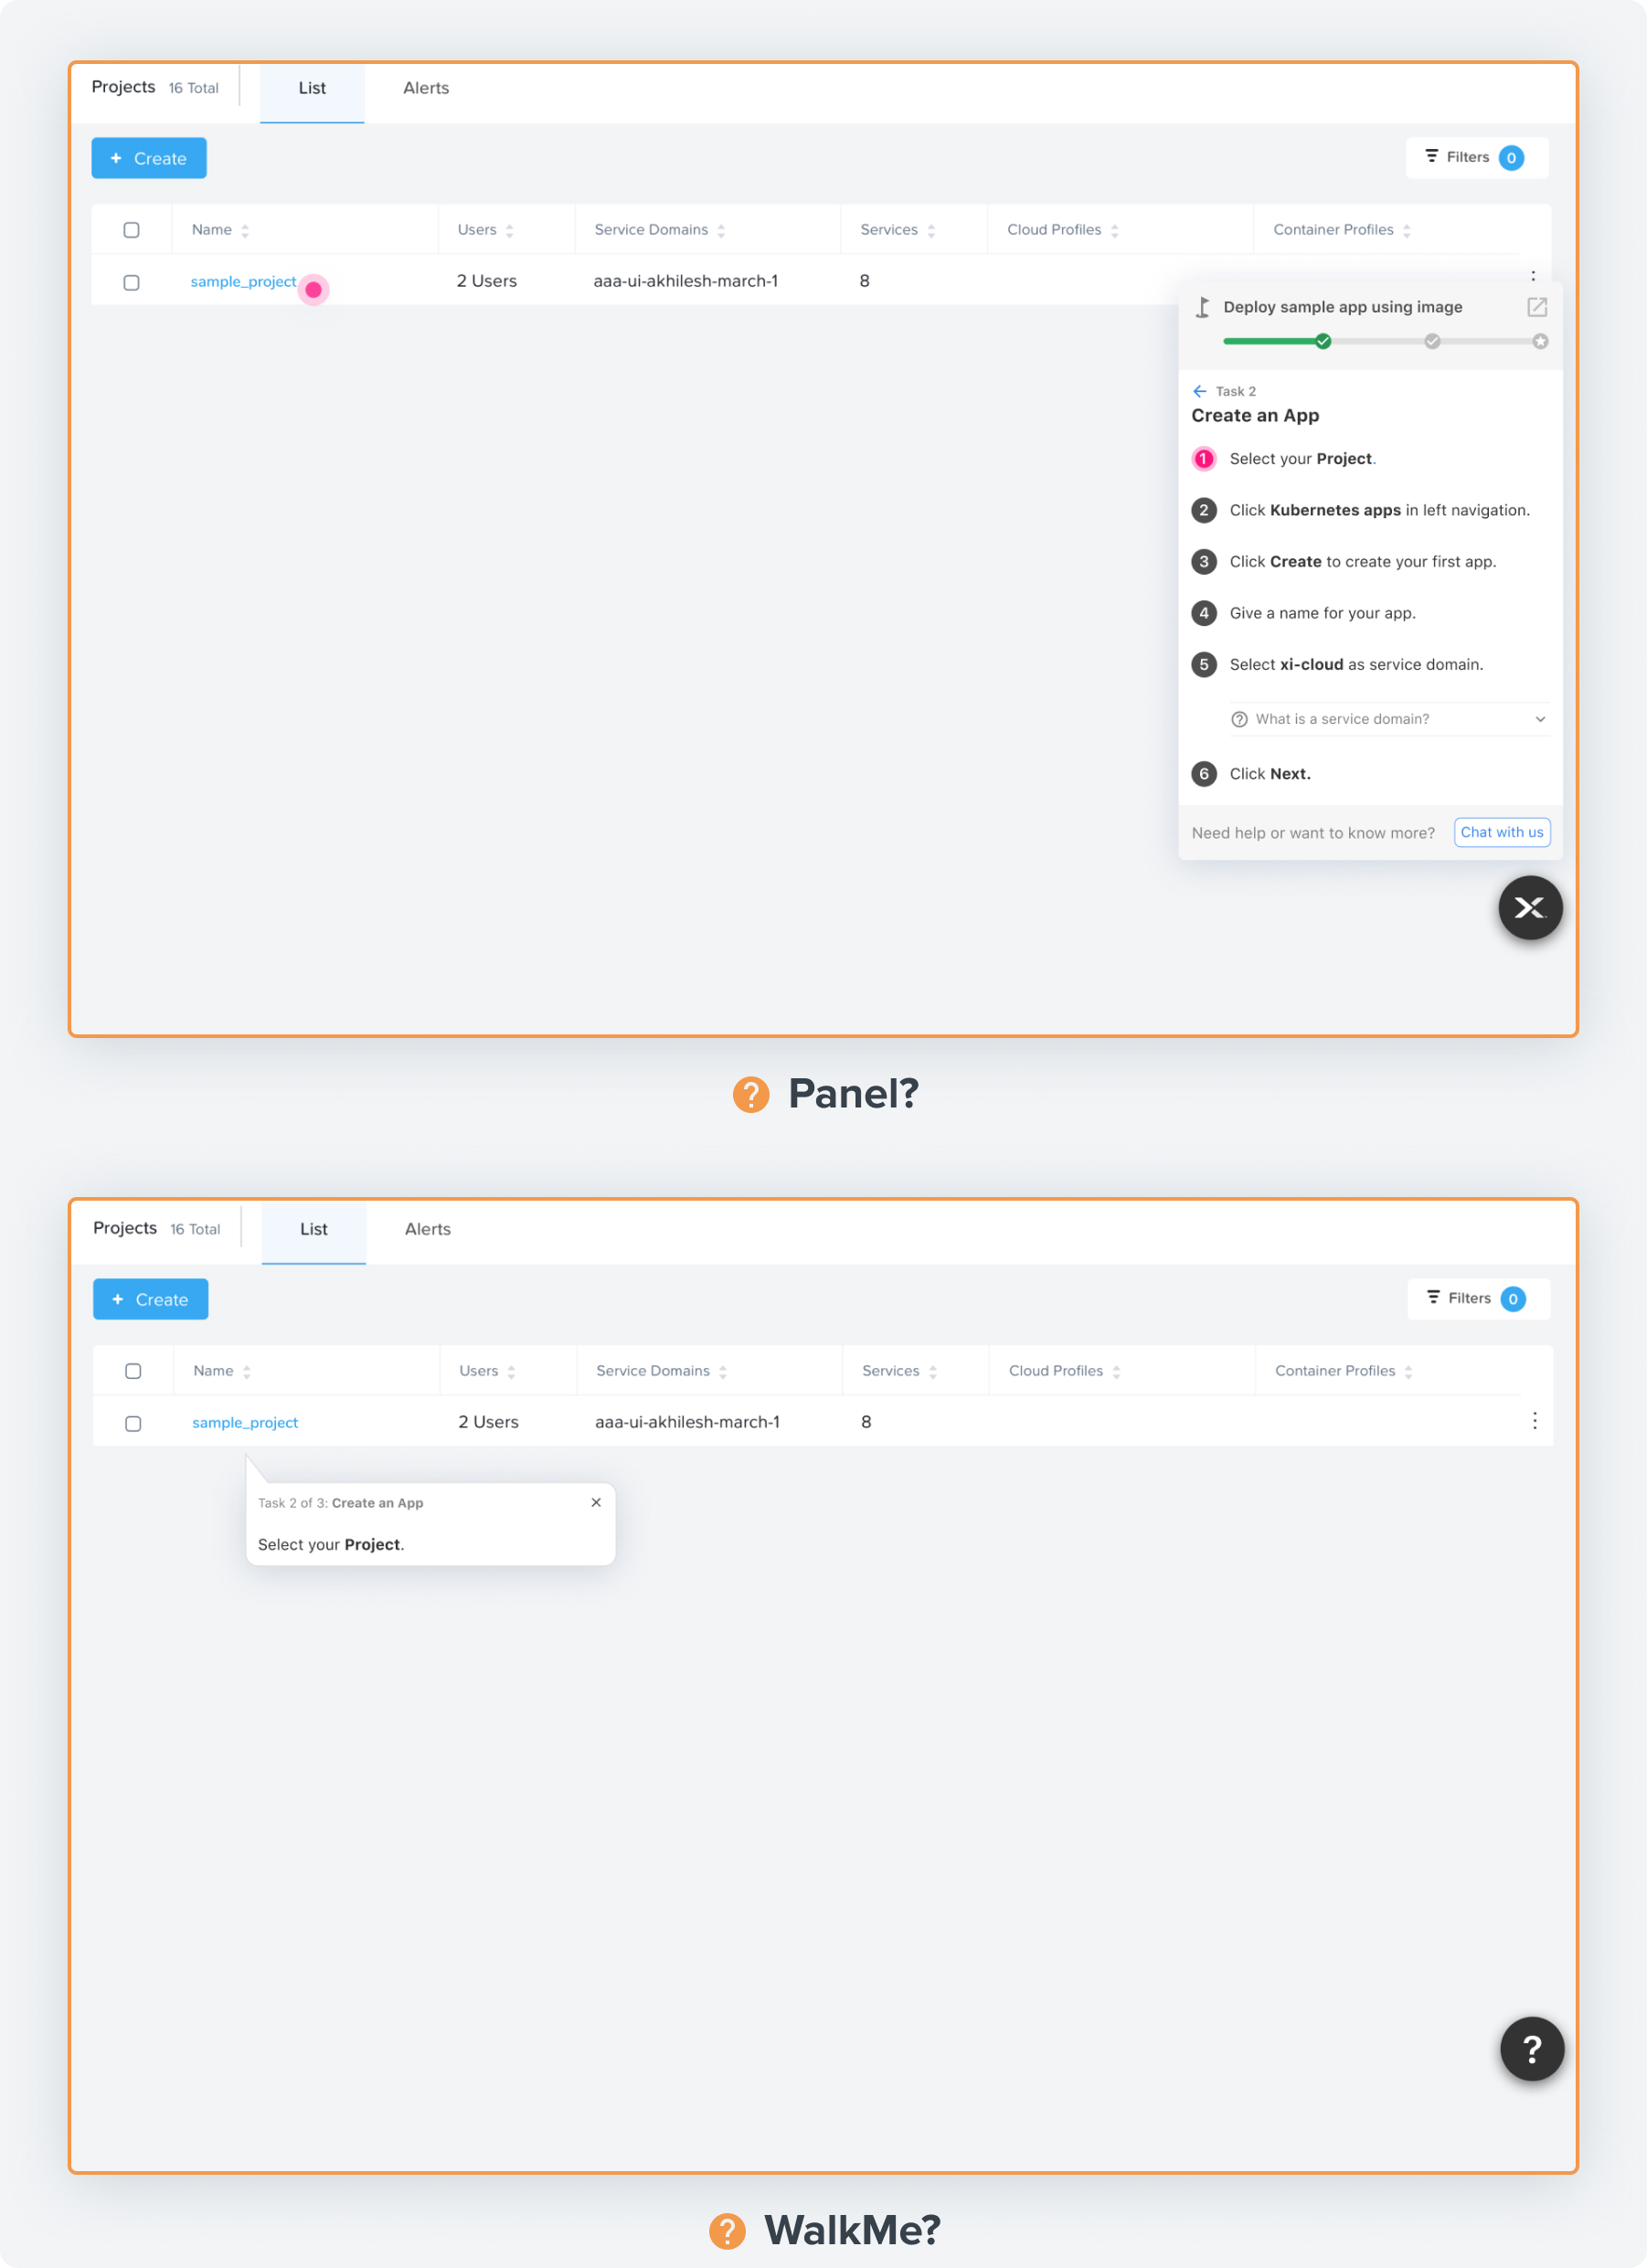 Projects 16 Total List Alerts
+ Create Filters 0
Name Users Service Domains Services Cloud Profiles Container Profiles
sample_project 2 Users aaa-ui-akhilesh-march-1 8
Deploy sample app using image
Task 2
Create an App
1 Select your Project.
2 Click Kubernetes apps in left navigation.
3 Click Create to create your first app.
4 Give a name for your app.
5 Select xi-cloud as service domain.
? What is a service domain?
6 Click Next.
Need help or want to know more? Chat with us
X
? Panel?
Projects 16 Total List Alerts
+ Create Filters 0
Name Users Service Domains Services Cloud Profiles Container Profiles
sample_project 2 Users aaa-ui-akhilesh-march-1 8
Task 2 of 3: Create an App
Select your Project.
?
? WalkMe?